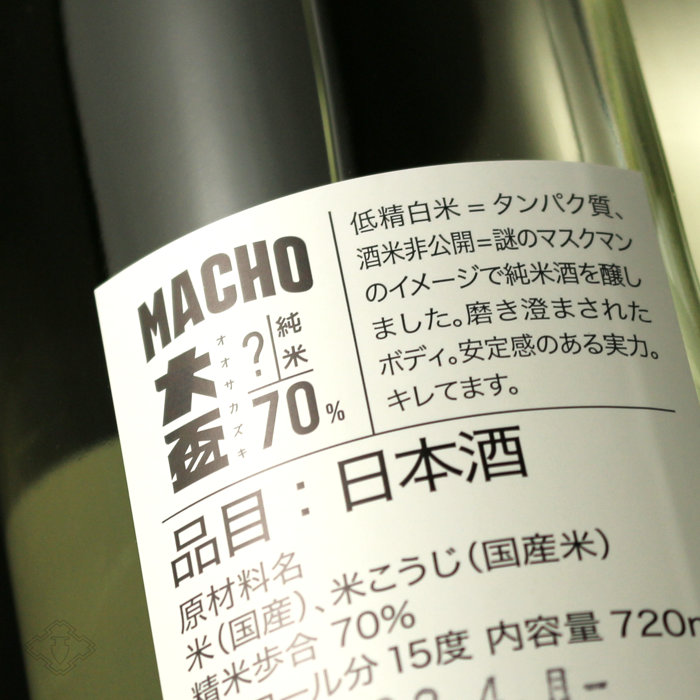 MACHO
大盃
オオサカズキ
?
純米
70%
低精白米=タンパク質、
酒米非公開=謎のマスクマン
のイメージで純米酒を醸し
ました。磨き澄まされた
ボディ。安定感のある実力。
キレてます。
品目:日本酒
原材料名
米(国産)、米こうじ(国産米)
精米歩合 70%
ール分 15度 内容量 720m